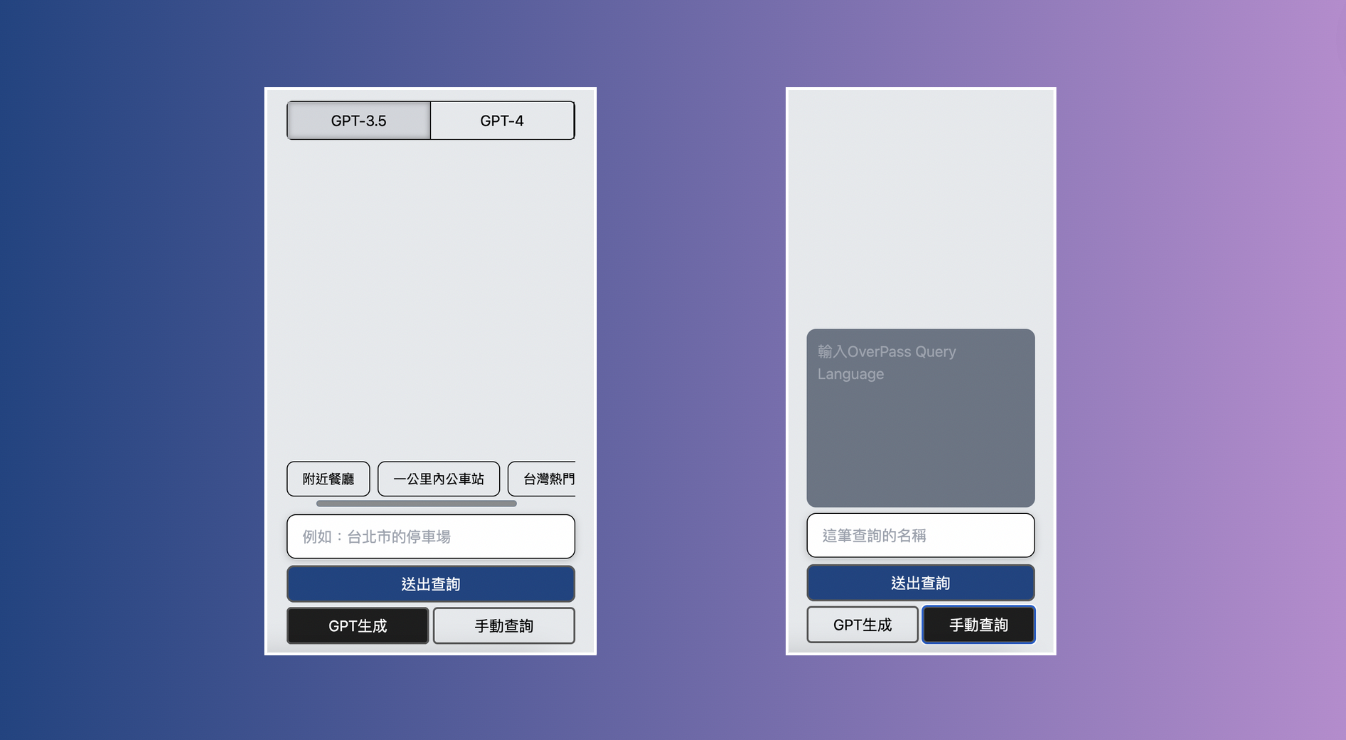 GPT-3.5
GPT-4
附近餐廳
一公里內公車站
台灣熱門
例如：台北市的停車場
送出查詢
GPT生成
手動查詢
輸入OverPass Query
Language
這筆查詢的名稱
送出查詢
GPT生成
手動查詢